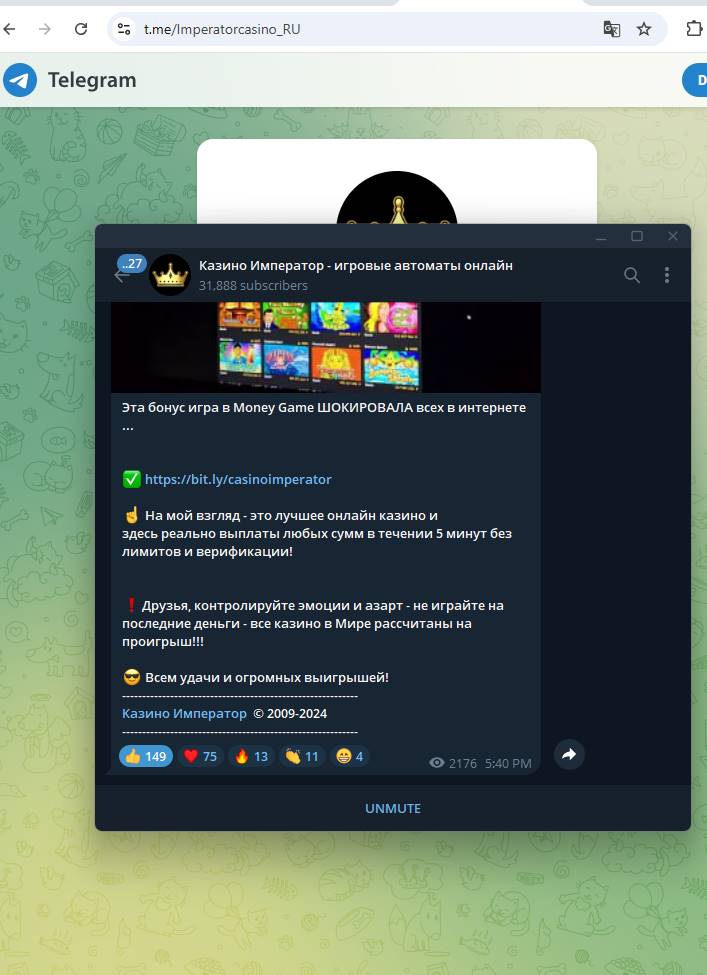 t.me/Imperatorcasino_RU
Telegram
D
..27
Казино Император - игровые автоматы онлайн
31,888 subscribers
Эта бонус игра в Money Game ШОКИРОВАЛА всех в интернете
...
✅ https://bit.ly/casinoimperator
☝ На мой взгляд - это лучшее онлайн казино и
здесь реально выплаты любых сумм в течении 5 минут без
лимитов и верификации!
❗ Друзья, контролируйте эмоции и азарт - не играйте на
последние деньги - все казино в Мире рассчитаны на
проигрыш!!!
😎 Всем удачи и огромных выигрышей!
-----------------------------------------------------------
Казино Император © 2009-2024
-----------------------------------------------------------
👍 149 ❤ 75 🔥 13 👏 11 😁 4 2176 5:40 PM
UNMUTE